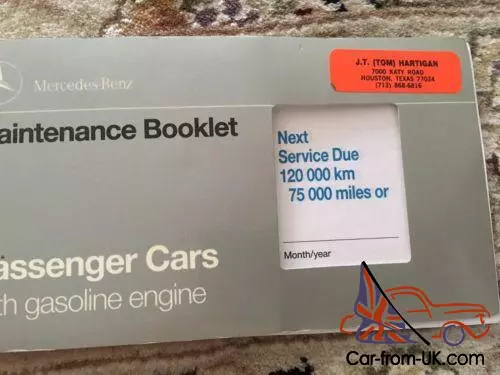 Mercedes-Benz
aintenance Booklet
J.T. (TOM) HARTIGAN
7000 KATY ROAD
HOUSTON, TEXAS 77024
(713) 868-6816
Next
Service Due
120 000 km
75 000 miles or
Month/year
assenger Cars
th gasoline engine
Car-from-UK.com